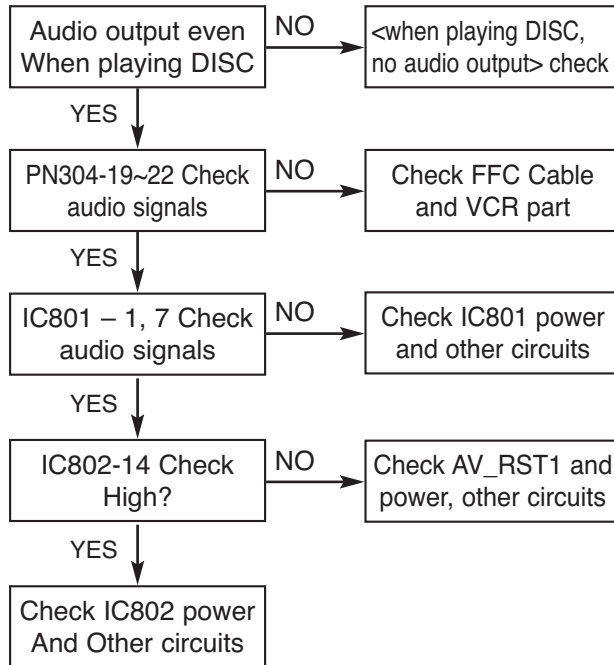 Audio output even
When playing DISC
NO
<when playing DISC,
no audio output> check
YES
PN304-19~22 Check
audio signals
NO
Check FFC Cable
and VCR part
YES
IC801 – 1, 7 Check
audio signals
NO
Check IC801 power
and other circuits
YES
IC802-14 Check
High?
NO
Check AV_RST1 and
power, other circuits
YES
Check IC802 power
And Other circuits